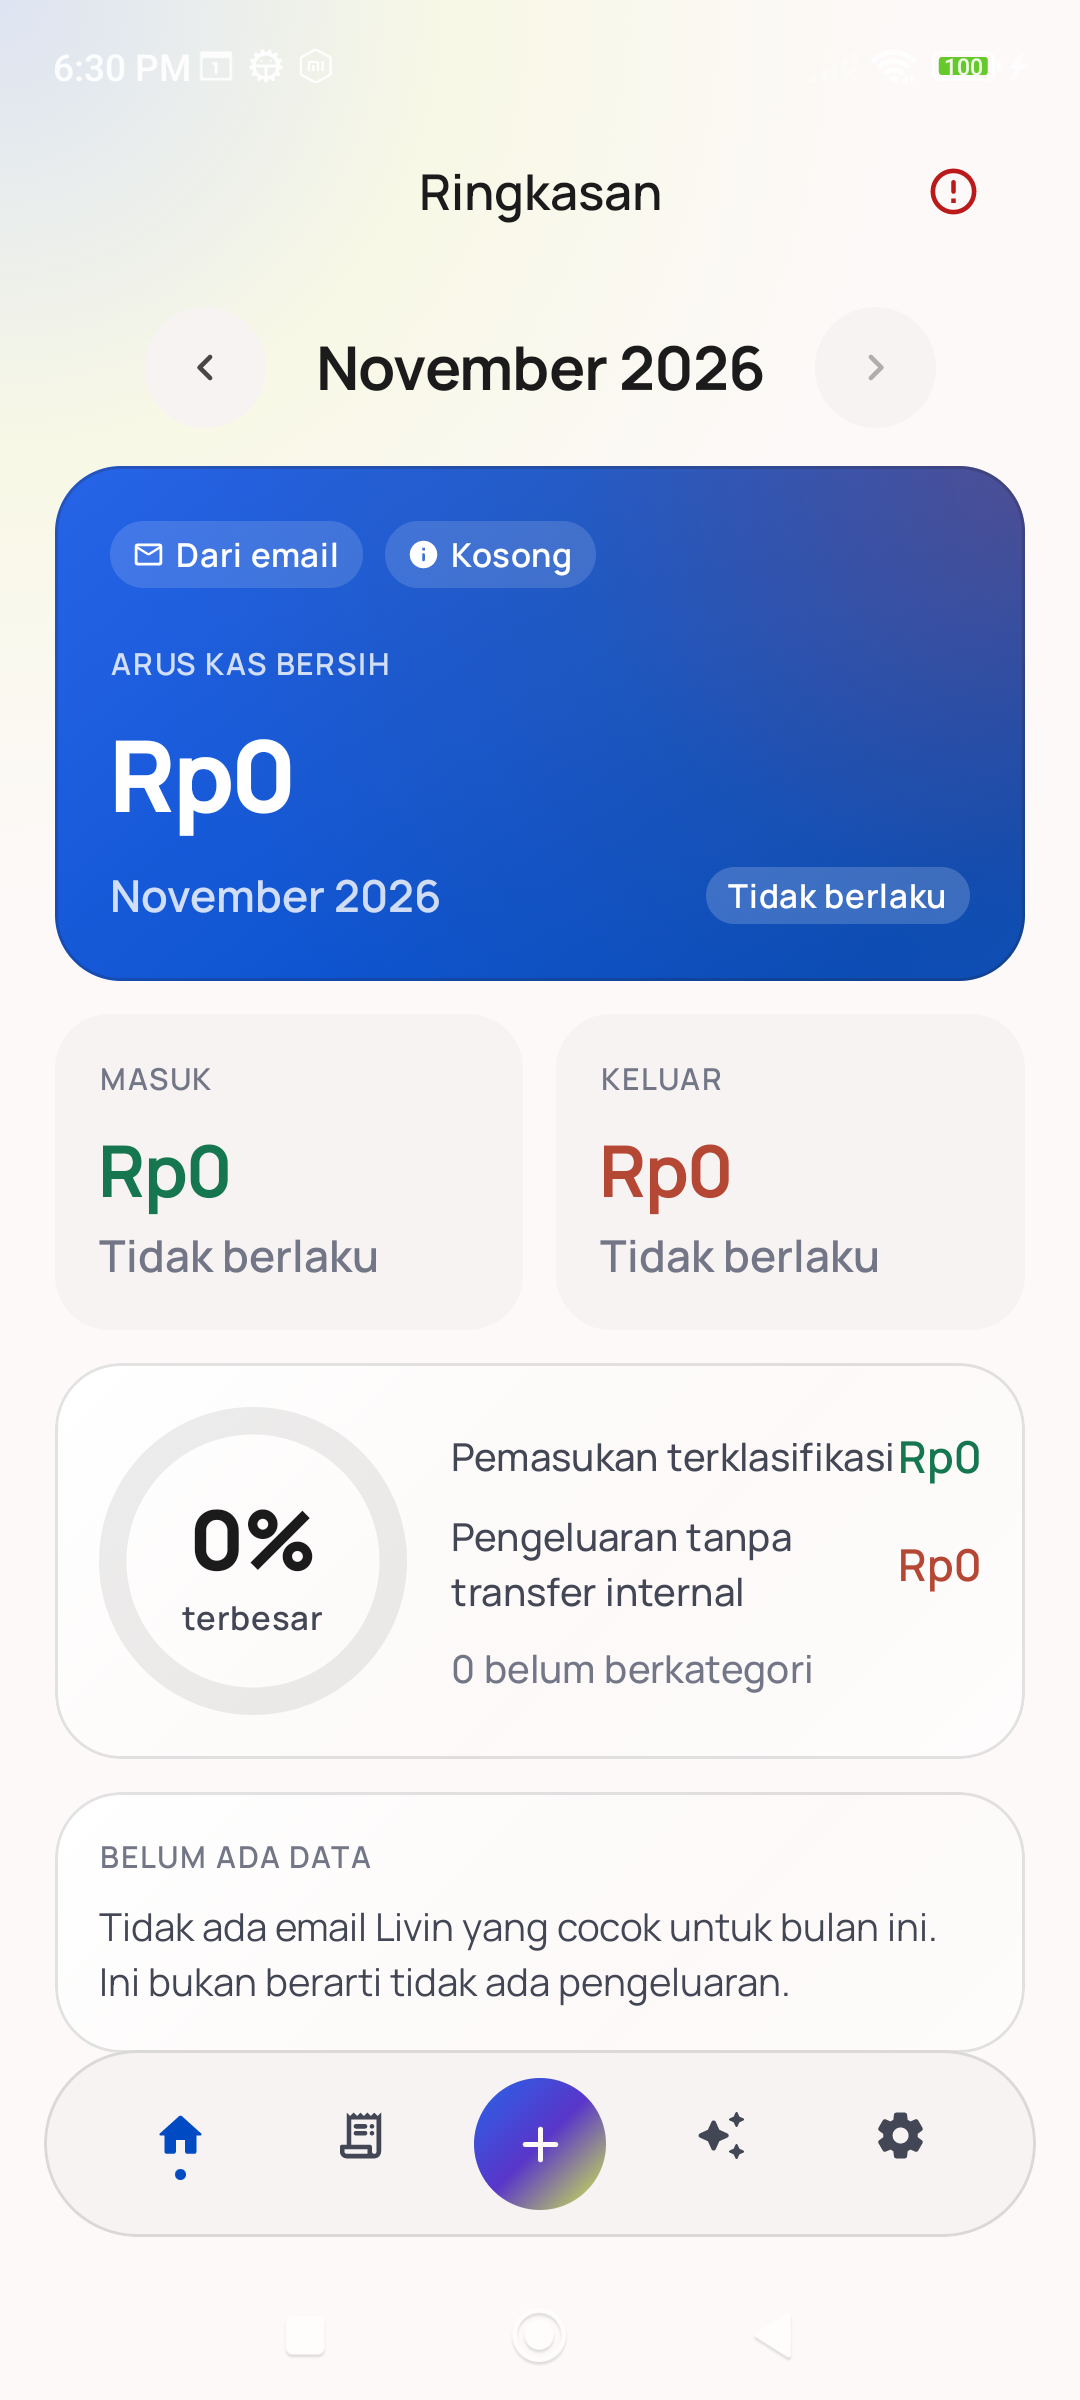 6:30 PM
100
Ringkasan
November 2026
Dari email
Kosong
ARUS KAS BERSIH
Rp0
November 2026
Tidak berlaku
MASUK
Rp0
Tidak berlaku
KELUAR
Rp0
Tidak berlaku
0%
terbesar
Pemasukan terklasifikasi Rp0
Pengeluaran tanpa
transfer internal
Rp0
0 belum berkategori
BELUM ADA DATA
Tidak ada email Livin yang cocok untuk bulan ini.
Ini bukan berarti tidak ada pengeluaran.